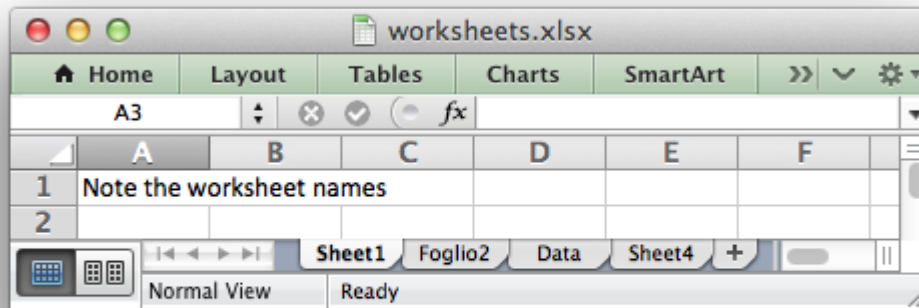 worksheets.xlsx
Home Layout Tables Charts SmartArt
A3 fx
A B C D E F
1 Note the worksheet names
2
Sheet1 Foglio2 Data Sheet4 +
Normal View Ready